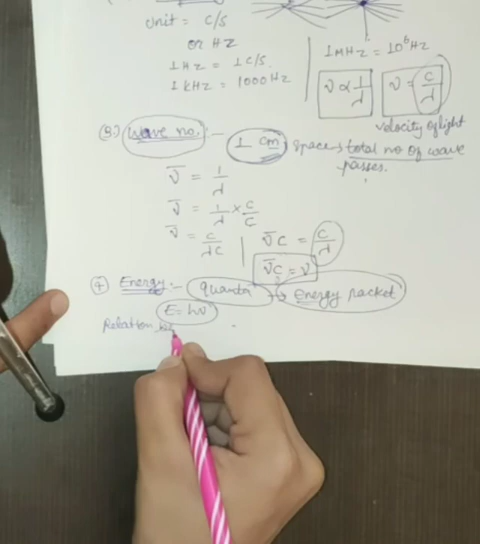 Unit = C/S
or HZ
1 HZ = 1 C/S.
1 KHZ = 1000 HZ
1 MHZ = 10⁶ HZ
ν ∝ 1/λ
ν = c/λ
velocity of light
(3.) Wave no. :- 1 cm space → total no of wave
passes.
ν̅ = 1/λ
ν̅ = 1/λ × c/c
ν̅ = c/λc
ν̅c = c/λ
ν̅c = ν
4) Energy :- quanta → energy packet
E = hν
Relation